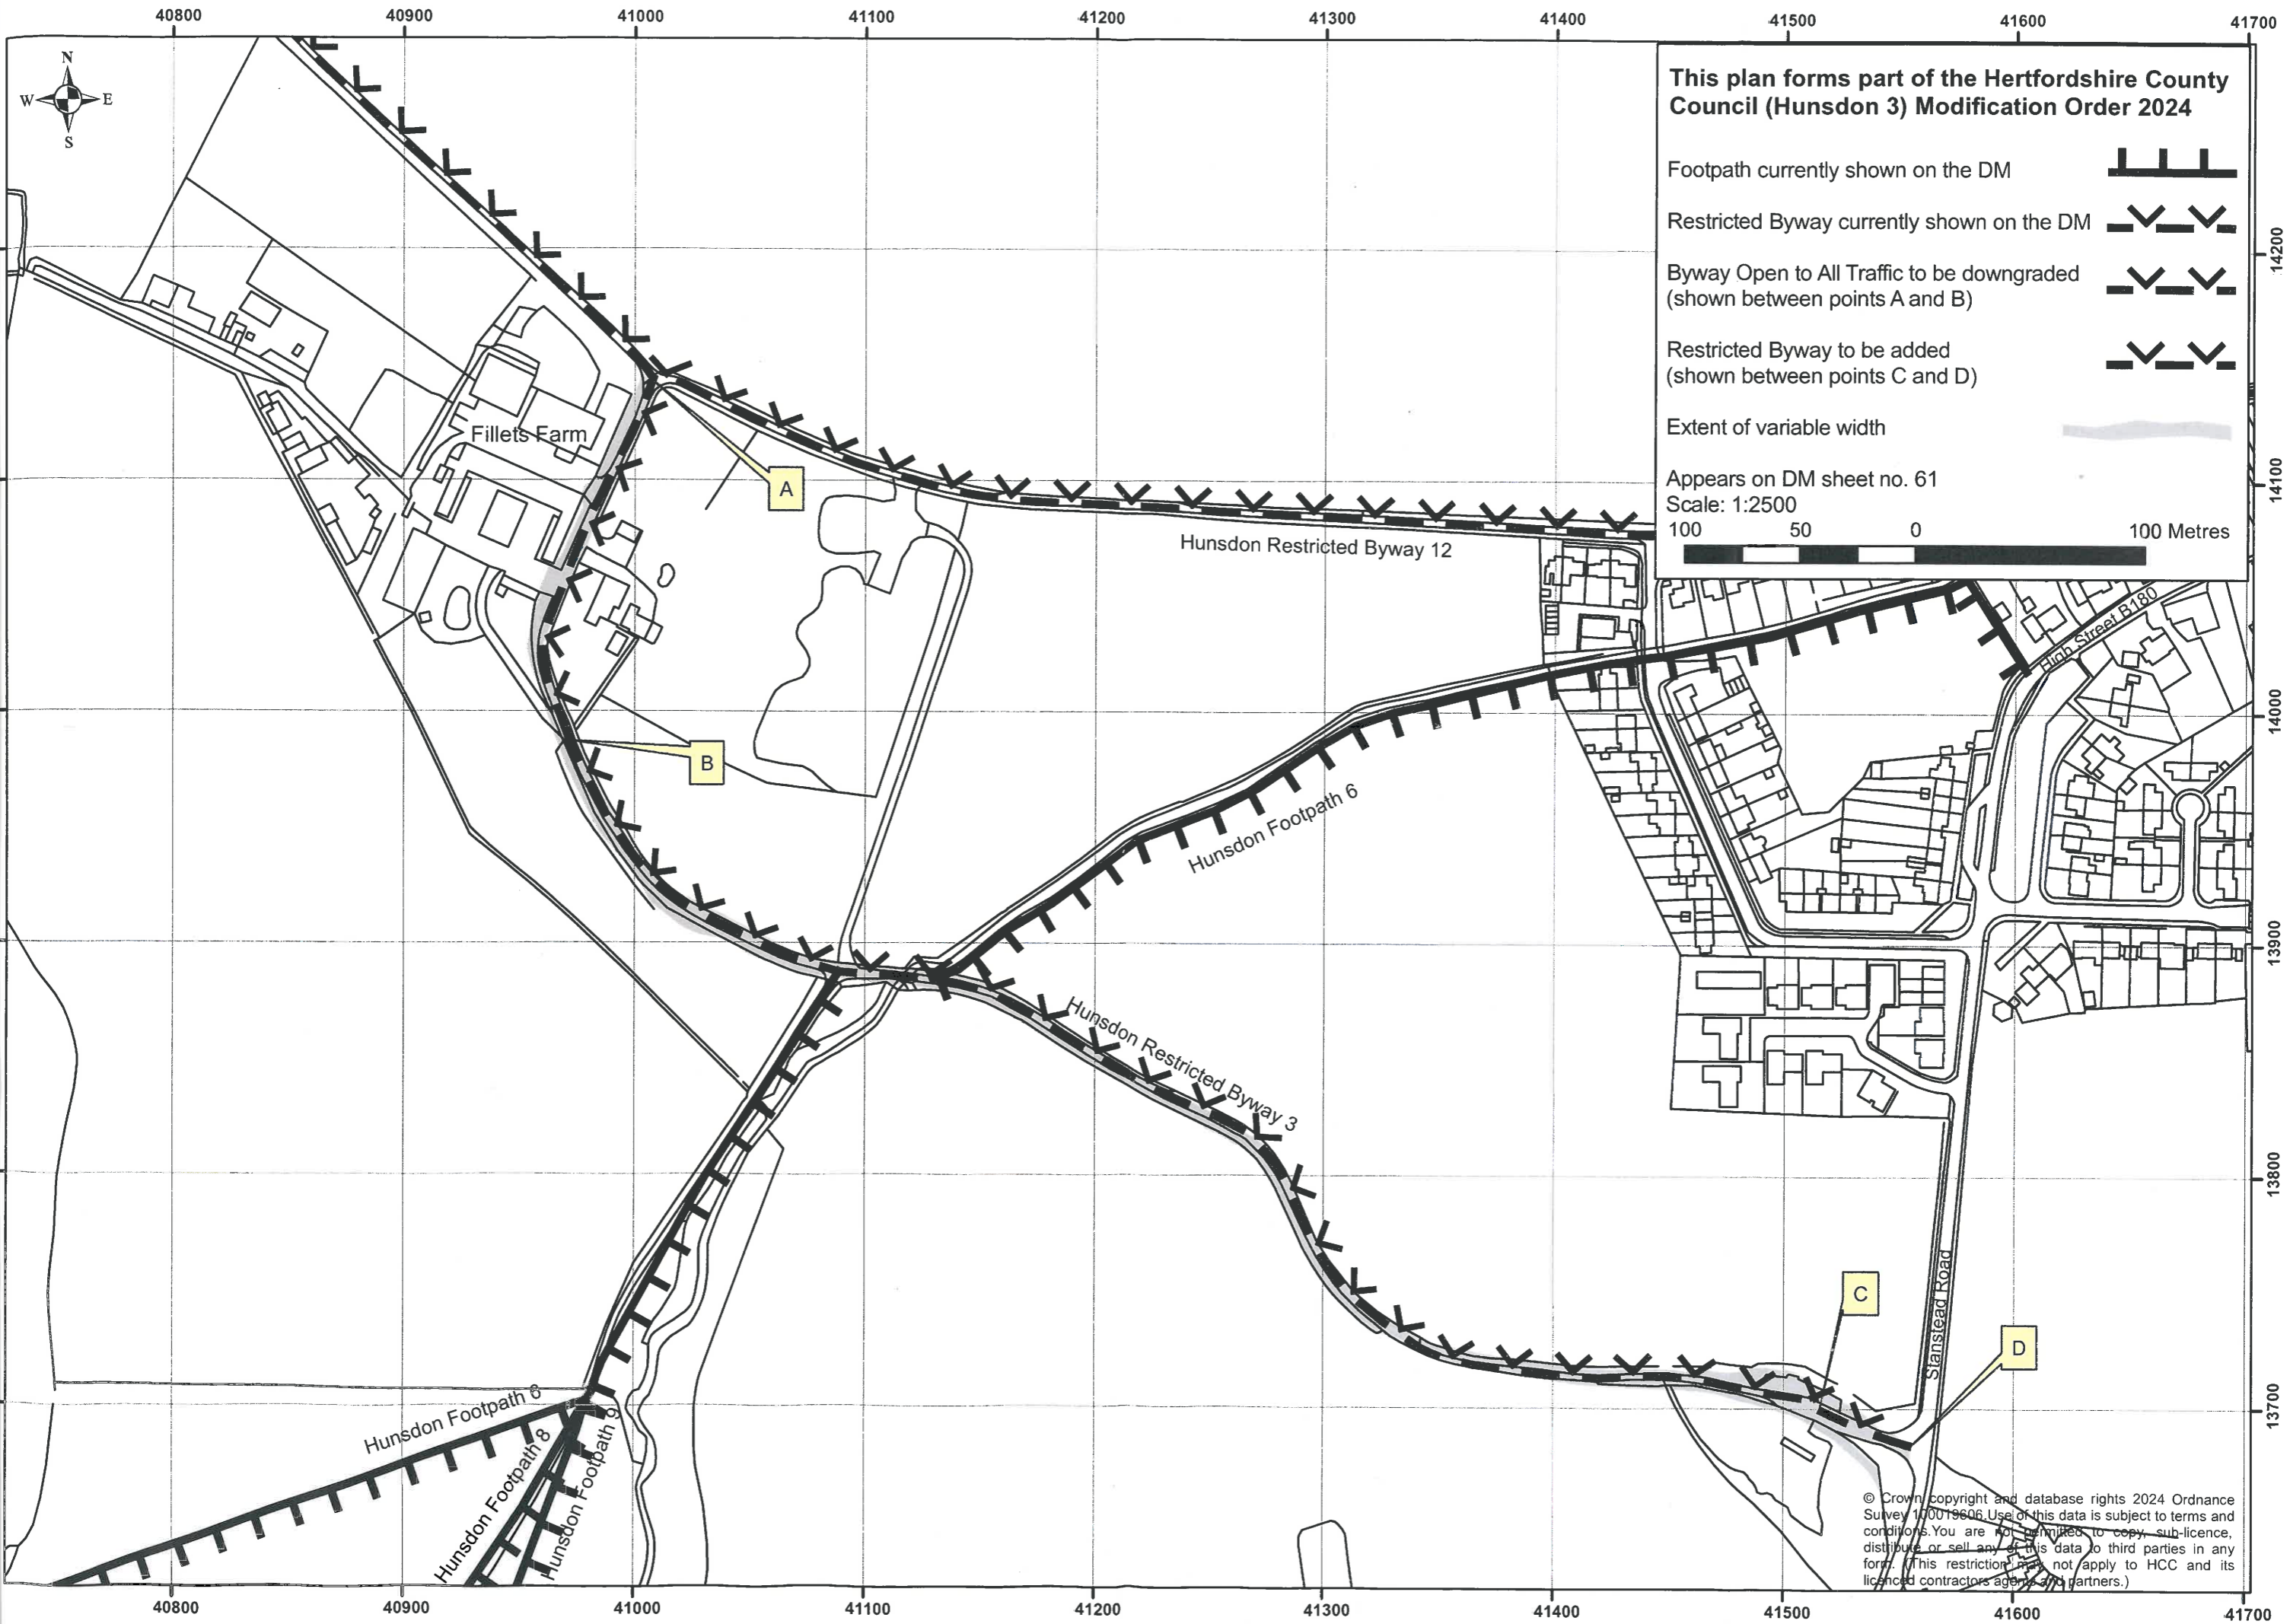 40800 40900 41000 41100 41200 41300 41400 41500 41600 41700
N
W E
S
This plan forms part of the Hertfordshire County
Council (Hunsdon 3) Modification Order 2024
Footpath currently shown on the DM
Restricted Byway currently shown on the DM
Byway Open to All Traffic to be downgraded
(shown between points A and B)
Restricted Byway to be added
(shown between points C and D)
Extent of variable width
Appears on DM sheet no. 61
Scale: 1:2500
100 50 0 100 Metres
14200
14100
14000
13900
13800
13700
Fillets Farm
A
Hunsdon Restricted Byway 12
High Street B180
B
Hunsdon Footpath 6
Hunsdon Restricted Byway 3
Stanstead Road
C
D
Hunsdon Footpath 6
Hunsdon Footpath 8
Hunsdon Footpath 9
© Crown copyright and database rights 2024 Ordnance
Survey 100019606.Use of this data is subject to terms and
conditions.You are not permitted to copy, sub-licence,
distribute or sell any of this data to third parties in any
form. (This restriction may not apply to HCC and its
licenced contractors agents and partners.)
40800 40900 41000 41100 41200 41300 41400 41500 41600 41700